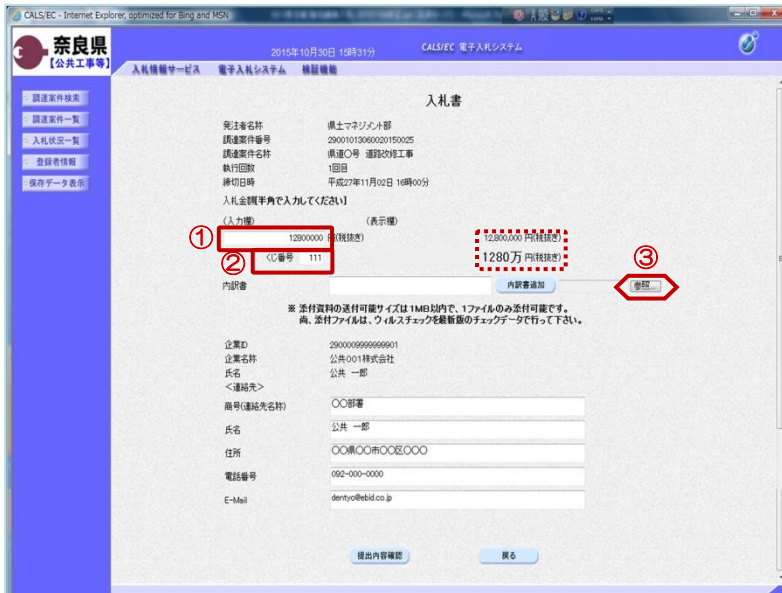 CALS/EC - Internet Explorer, optimized for Bing and MSN
奈良県
【公共工事等】
2015年10月30日 15時31分
CALS/EC 電子入札システム
入札情報サービス 電子入札システム 検証機能
調達案件検索
調達案件一覧
入札状況一覧
登録者情報
保存データ表示
入札書
発注者名称 県土マネジメント部
調達案件番号 29001013060020150025
調達案件名称 県道○号 道路改修工事
執行回数 1回目
締切日時 平成27年11月02日 16時00分
入札金額[半角で入力してください]
(入力欄) (表示欄)
① 12800000 円(税抜き) 12,800,000 円(税抜き)
② くじ番号 111 1280万 円(税抜き)
③
内訳書 内訳書追加 参照...
※ 添付資料の送付可能サイズは1MB以内で、1ファイルのみ添付可能です。
尚、添付ファイルは、ウィルスチェックを最新版のチェックデータで行って下さい。
企業ID 2900009999999901
企業名称 公共001株式会社
氏名 公共 一郎
<連絡先>
商号(連絡先名称) ○○部署
氏名 公共 一郎
住所 ○○県○○市○○区○○○
電話番号 092-000-0000
E-Mail dentyo@ebid.co.jp
提出内容確認 戻る